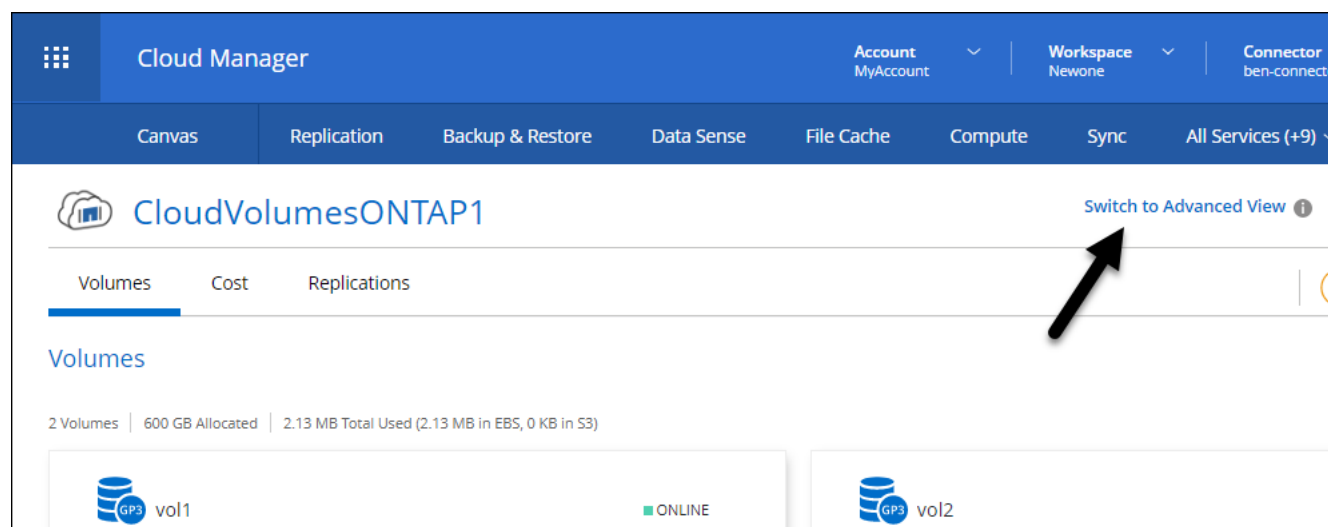 Cloud Manager
Account
MyAccount
Workspace
Newone
Connector
ben-connect
Canvas Replication Backup & Restore Data Sense File Cache Compute Sync All Services (+9)
CloudVolumesONTAP1
Switch to Advanced View i
Volumes Cost Replications
Volumes
2 Volumes | 600 GB Allocated | 2.13 MB Total Used (2.13 MB in EBS, 0 KB in S3)
GP3 vol1 ONLINE GP3 vol2